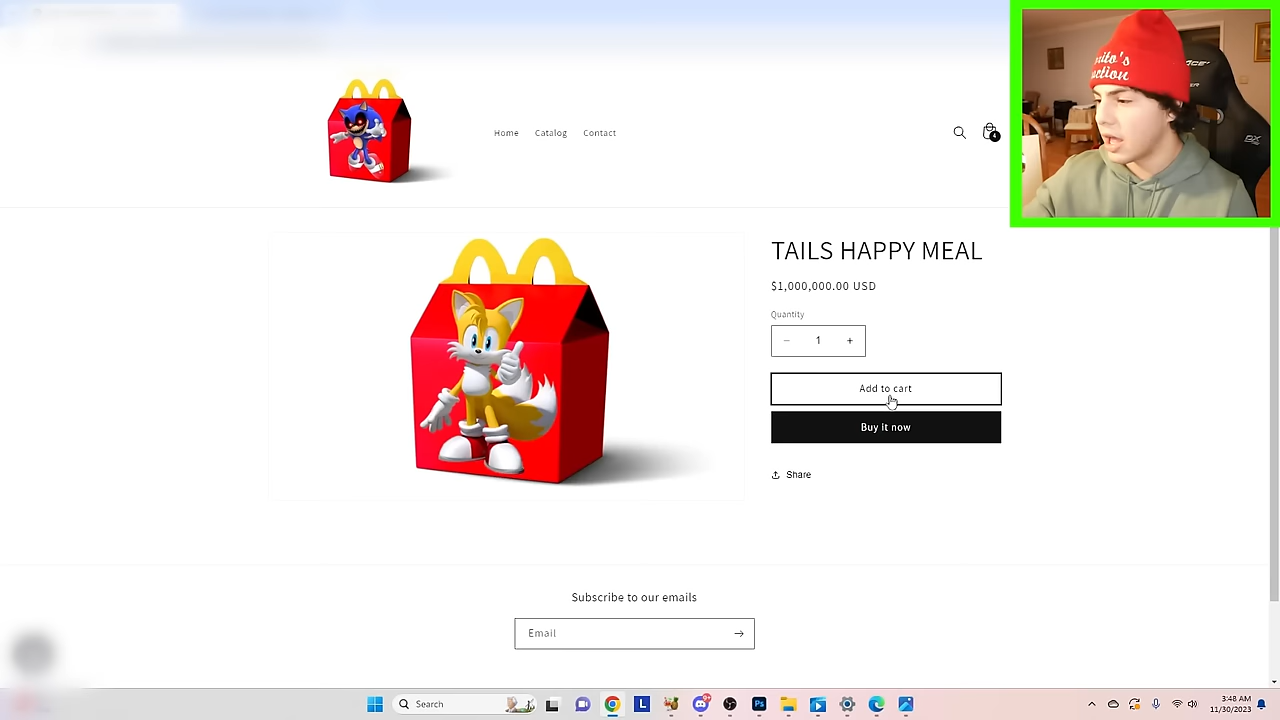 Home Catalog Contact
4
TAILS HAPPY MEAL
$1,000,000.00 USD
Quantity
− 1 +
Add to cart
Buy it now
Share
Subscribe to our emails
Email
Search
3:48 AM
11/30/2023